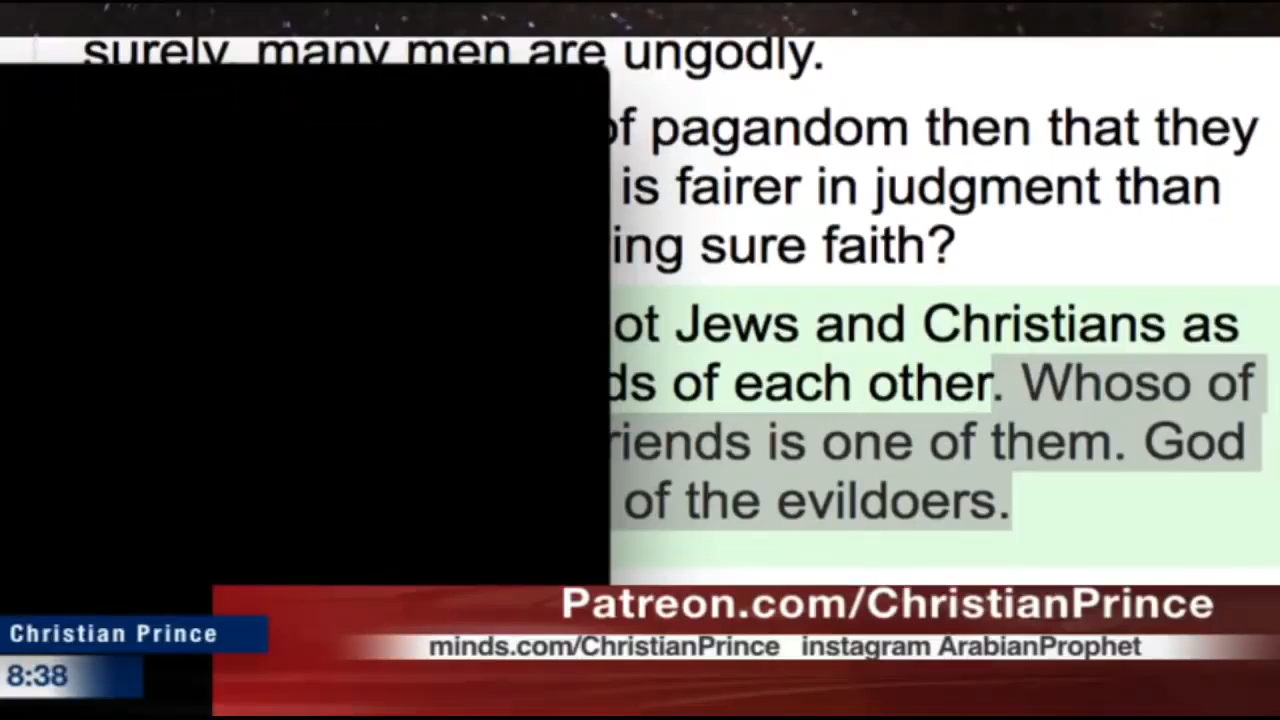 surely, many men are ungodly.
of pagandom then that they
is fairer in judgment than
ing sure faith?
ot Jews and Christians as
ds of each other. Whoso of
riends is one of them. God
of the evildoers.
Patreon.com/ChristianPrince
Christian Prince
minds.com/ChristianPrince instagram ArabianProphet
8:38